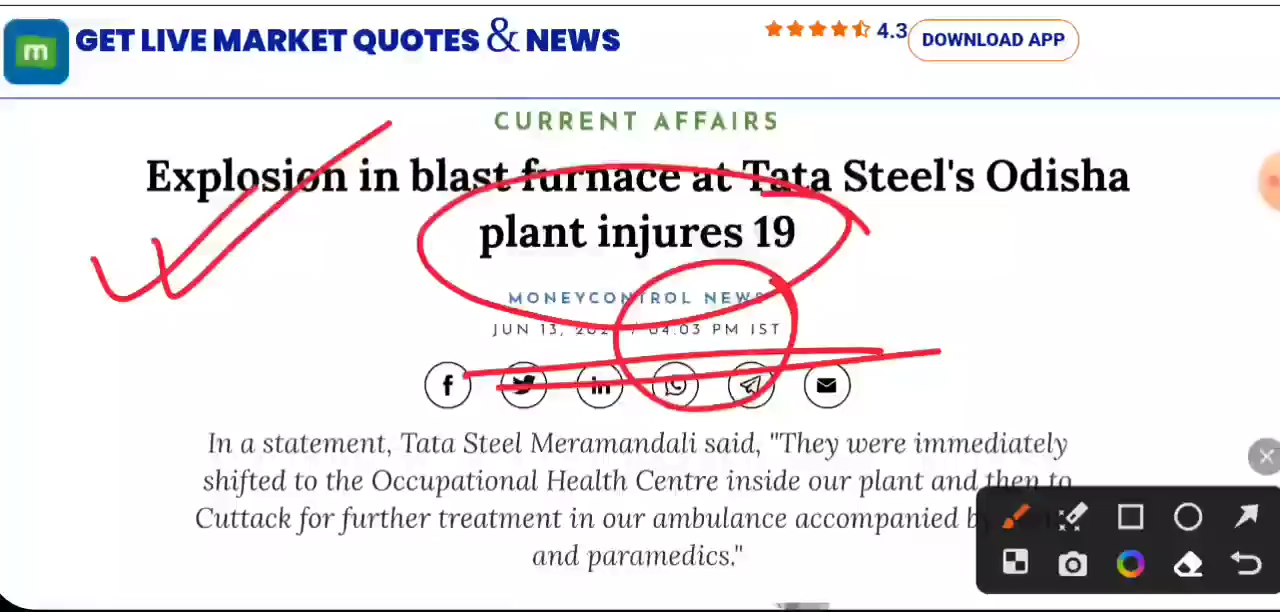 m GET LIVE MARKET QUOTES & NEWS
4.3 DOWNLOAD APP
CURRENT AFFAIRS
Explosion in blast furnace at Tata Steel's Odisha
plant injures 19
MONEYCONTROL NEWS
JUN 13, / 04:03 PM IST
In a statement, Tata Steel Meramandali said, "They were immediately
shifted to the Occupational Health Centre inside our plant and then to
Cuttack for further treatment in our ambulance accompanied
and paramedics."